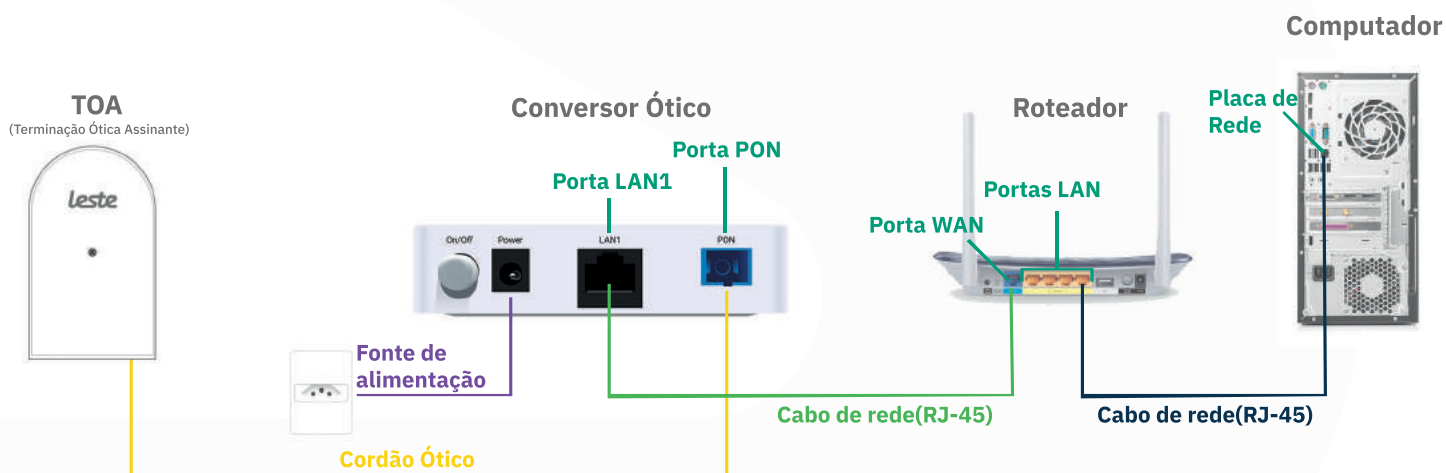 Computador
TOA
(Terminação Ótica Assinante)
leste
Conversor Ótico
Porta PON
Porta LAN1
On/Off
Power
LAN1
PON
Roteador
Portas LAN
Porta WAN
Placa de
Rede
Fonte de
alimentação
Cabo de rede(RJ-45)
Cabo de rede(RJ-45)
Cordão Ótico